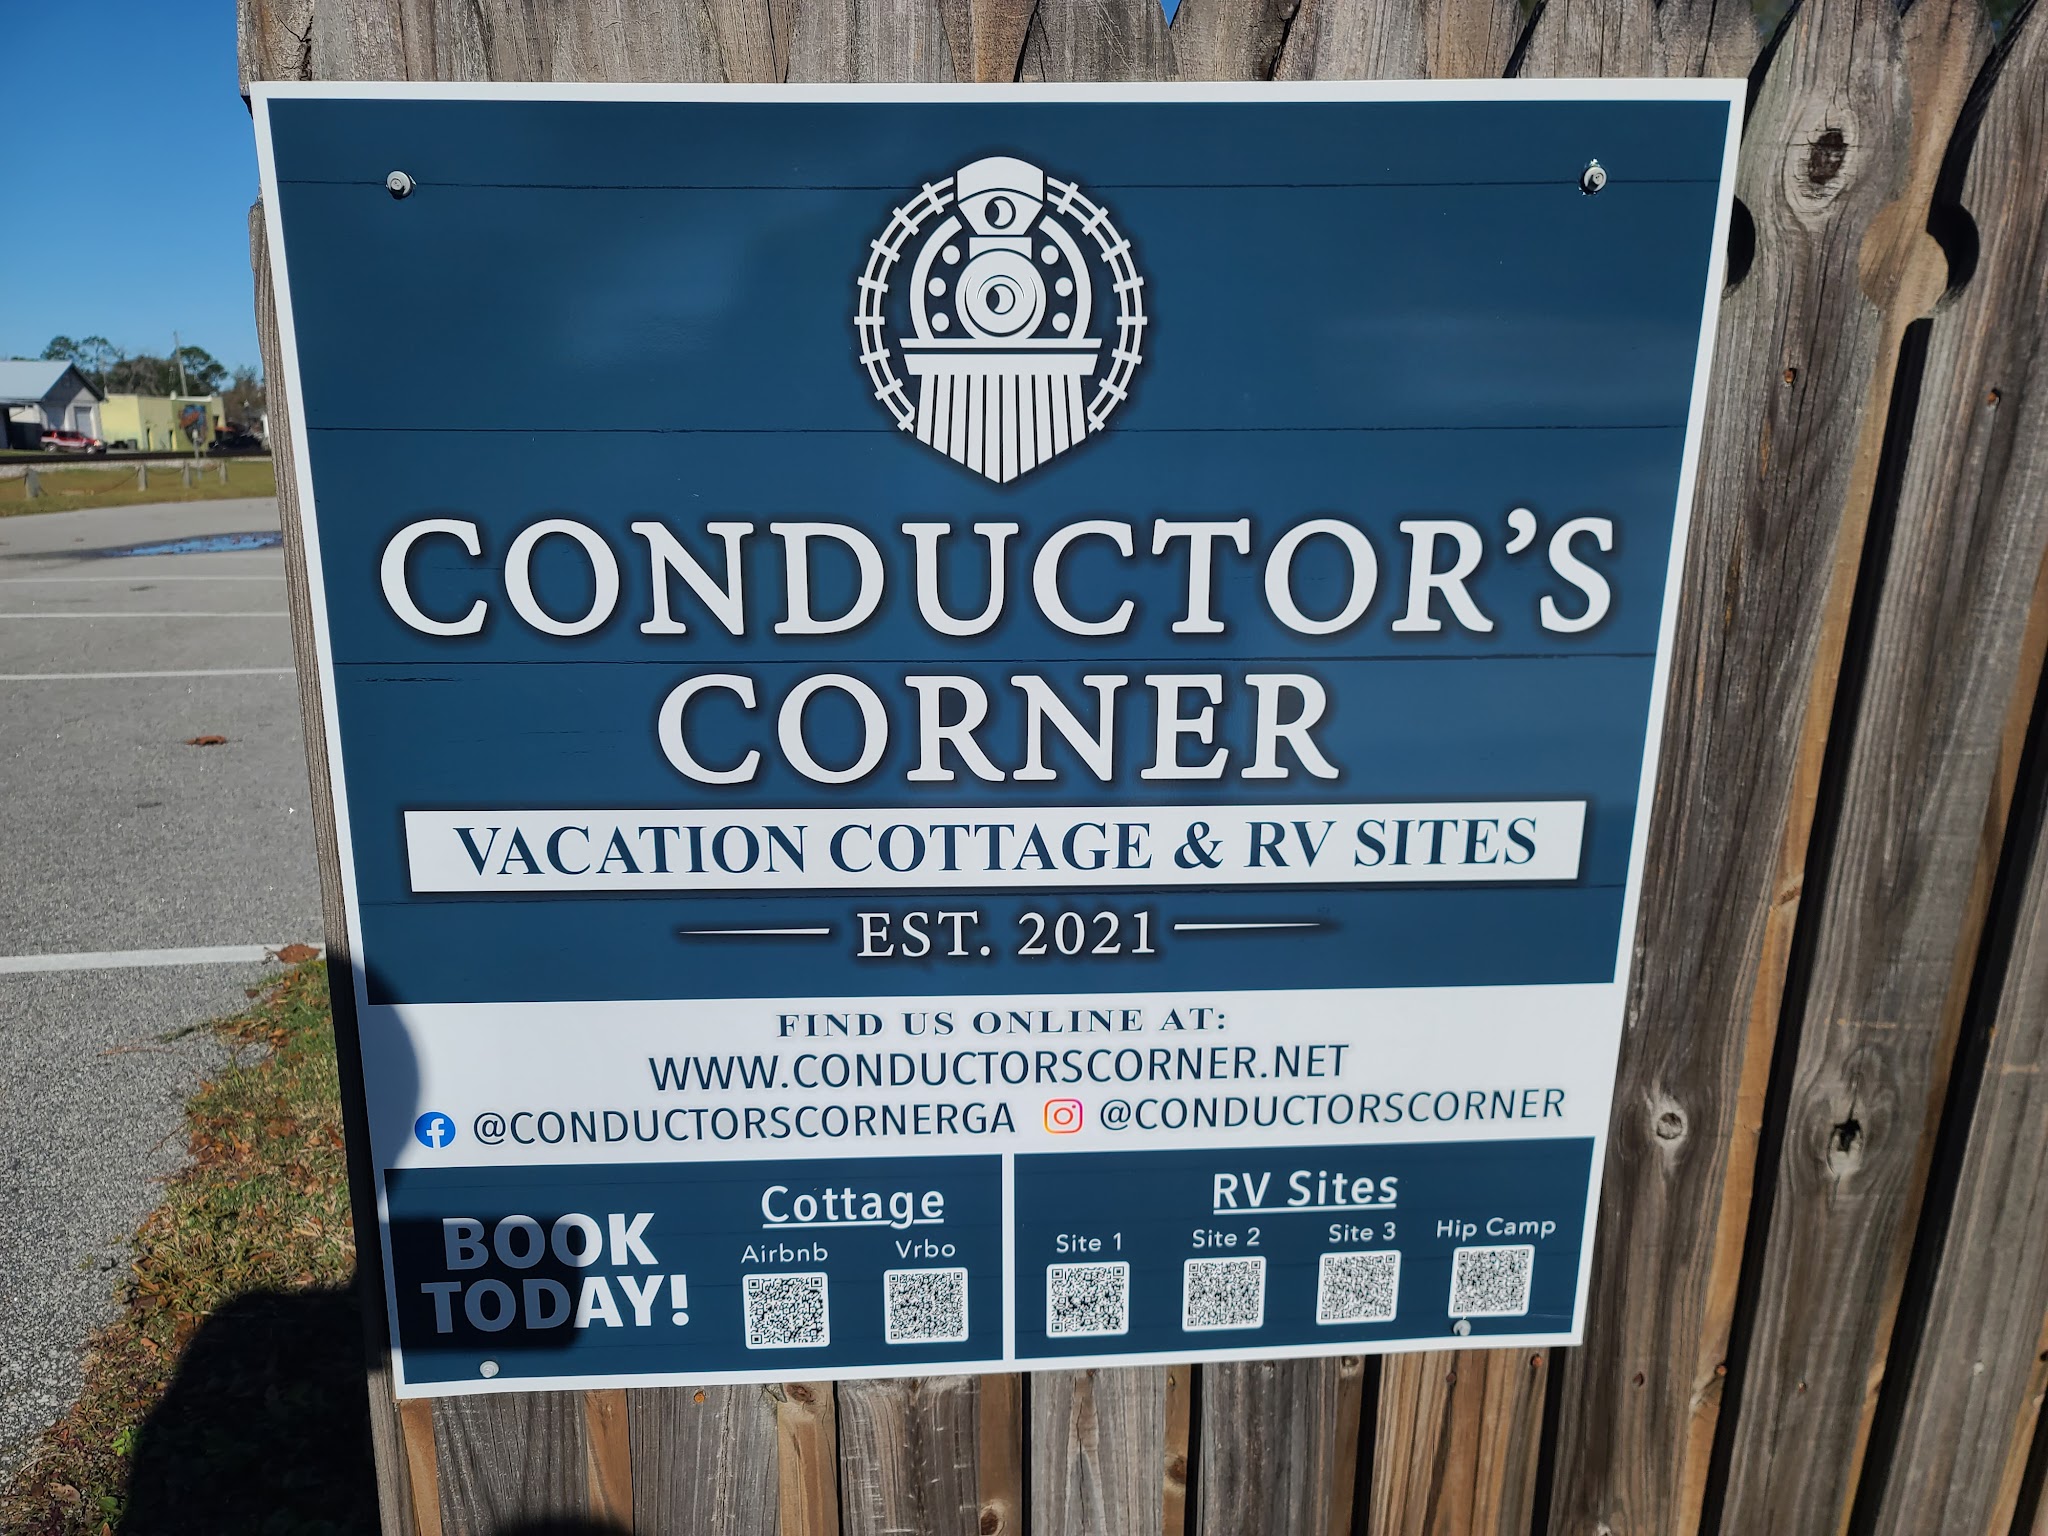 CONDUCTOR'S
CORNER
VACATION COTTAGE & RV SITES
EST. 2021
FIND US ONLINE AT:
WWW.CONDUCTORSCORNER.NET
@CONDUCTORSCORNERGA @CONDUCTORSCORNER
BOOK
TODAY!
Cottage
Airbnb Vrbo
RV Sites
Site 1 Site 2 Site 3 Hip Camp